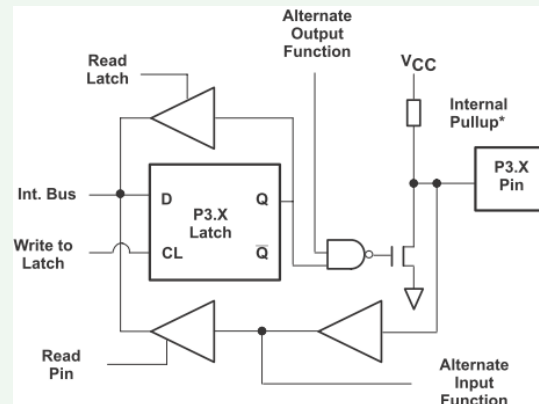 Alternate
Output
Function
Read
Latch
VCC
Internal
Pullup*
P3.X
Pin
Int. Bus
D
Q
P3.X
Latch
Write to
Latch
CL
Q̅
Read
Pin
Alternate
Input
Function